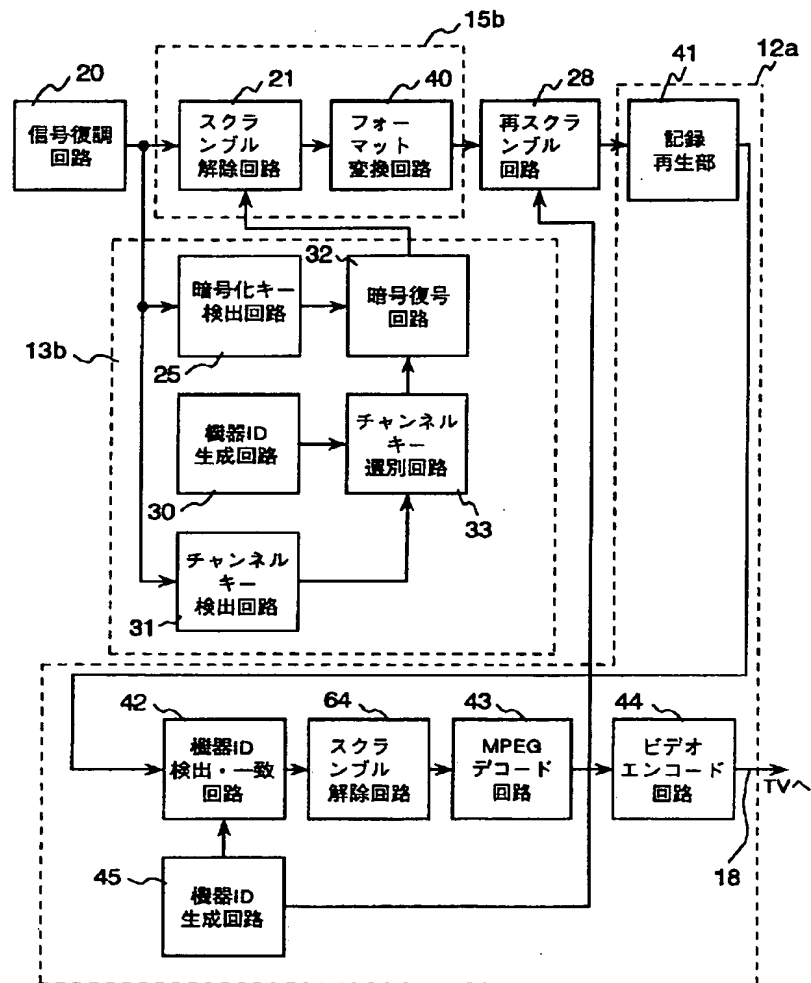 15b
12a
20
21
40
28
41
信号復調
回路
スクラ
ンブル
解除回路
フォー
マット
変換回路
再スクラ
ンブル
回路
記録
再生部
32
暗号化キー
検出回路
暗号復号
回路
13b
25
機器ID
生成回路
チャンネル
キー
選別回路
30
33
チャンネル
キー
検出回路
31
42
64
43
44
機器ID
検出・一致
回路
スクラ
ンブル
解除回路
MPEG
デコード
回路
ビデオ
エンコード
回路
TVへ
18
45
機器ID
生成回路